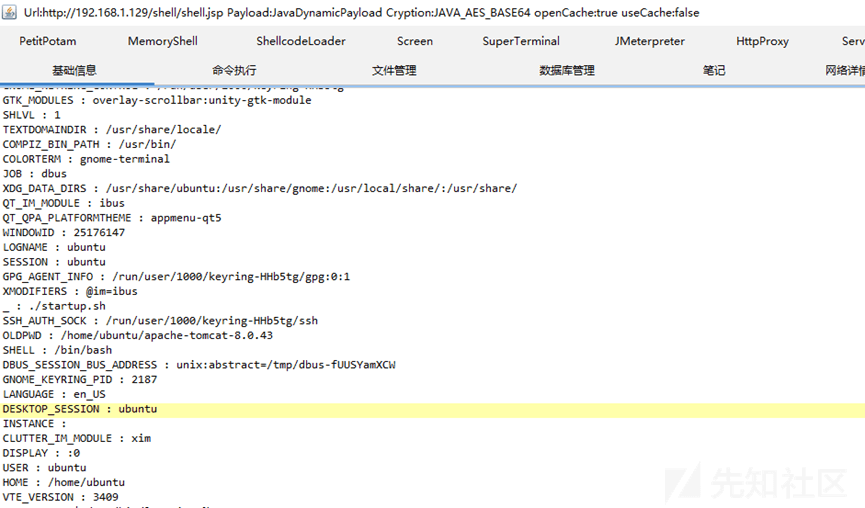 Url:http://192.168.1.129/shell/shell.jsp Payload:JavaDynamicPayload Cryption:JAVA_AES_BASE64 openCache:true useCache:false
PetitPotam MemoryShell ShellcodeLoader Screen SuperTerminal JMeterpreter HttpProxy Serv
基础信息 命令执行 文件管理 数据库管理 笔记 网络详情
GTK_MODULES : overlay-scrollbar:unity-gtk-module
SHLVL : 1
TEXTDOMAINDIR : /usr/share/locale/
COMPIZ_BIN_PATH : /usr/bin/
COLORTERM : gnome-terminal
JOB : dbus
XDG_DATA_DIRS : /usr/share/ubuntu:/usr/share/gnome:/usr/local/share/:/usr/share/
QT_IM_MODULE : ibus
QT_QPA_PLATFORMTHEME : appmenu-qt5
WINDOWID : 25176147
LOGNAME : ubuntu
SESSION : ubuntu
GPG_AGENT_INFO : /run/user/1000/keyring-HHb5tg/gpg:0:1
XMODIFIERS : @im=ibus
_ : ./startup.sh
SSH_AUTH_SOCK : /run/user/1000/keyring-HHb5tg/ssh
OLDPWD : /home/ubuntu/apache-tomcat-8.0.43
SHELL : /bin/bash
DBUS_SESSION_BUS_ADDRESS : unix:abstract=/tmp/dbus-fUUSYamXCW
GNOME_KEYRING_PID : 2187
LANGUAGE : en_US
DESKTOP_SESSION : ubuntu
INSTANCE :
CLUTTER_IM_MODULE : xim
DISPLAY : :0
USER : ubuntu
HOME : /home/ubuntu
VTE_VERSION : 3409
先知社区